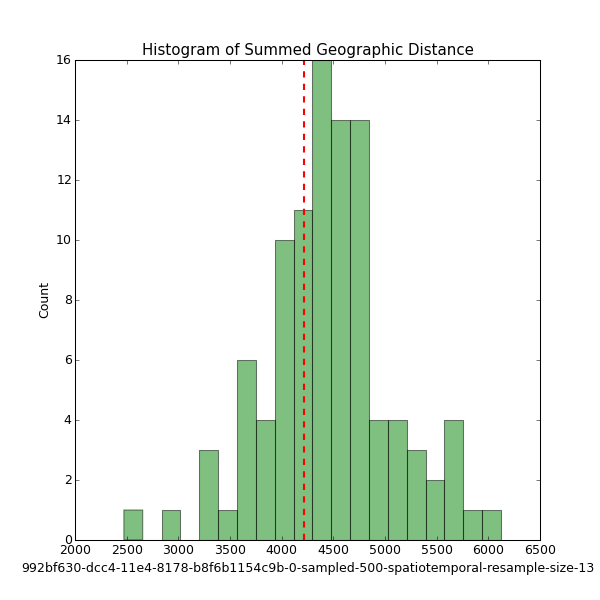 Histogram of Summed Geographic Distance
16
14
12
10
8
6
4
2
0
Count
2000 2500 3000 3500 4000 4500 5000 5500 6000 6500
992bf630-dcc4-11e4-8178-b8f6b1154c9b-0-sampled-500-spatiotemporal-resample-size-13